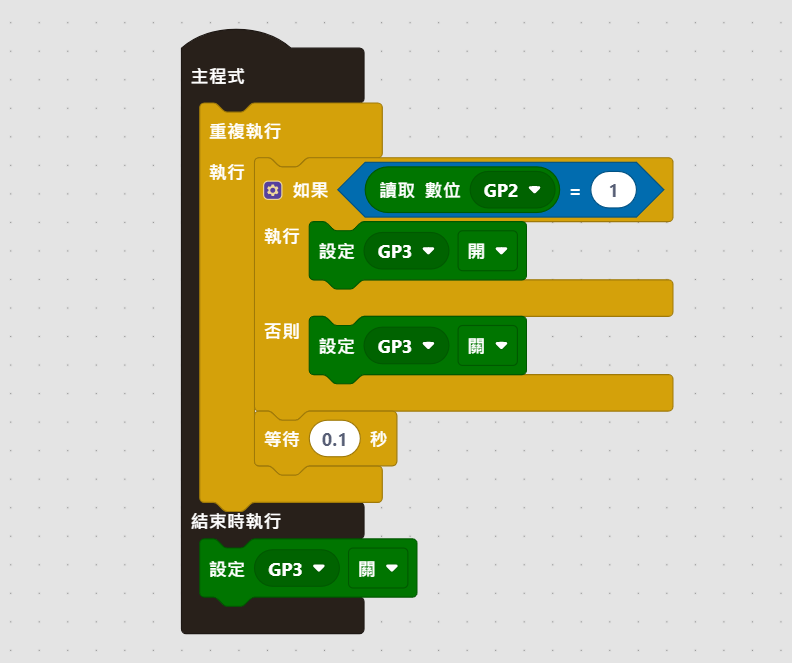 主程式
重複執行
執行 如果 讀取 數位 GP2 = 1
執行 設定 GP3 開
否則 設定 GP3 關
等待 0.1 秒
結束時執行
設定 GP3 關